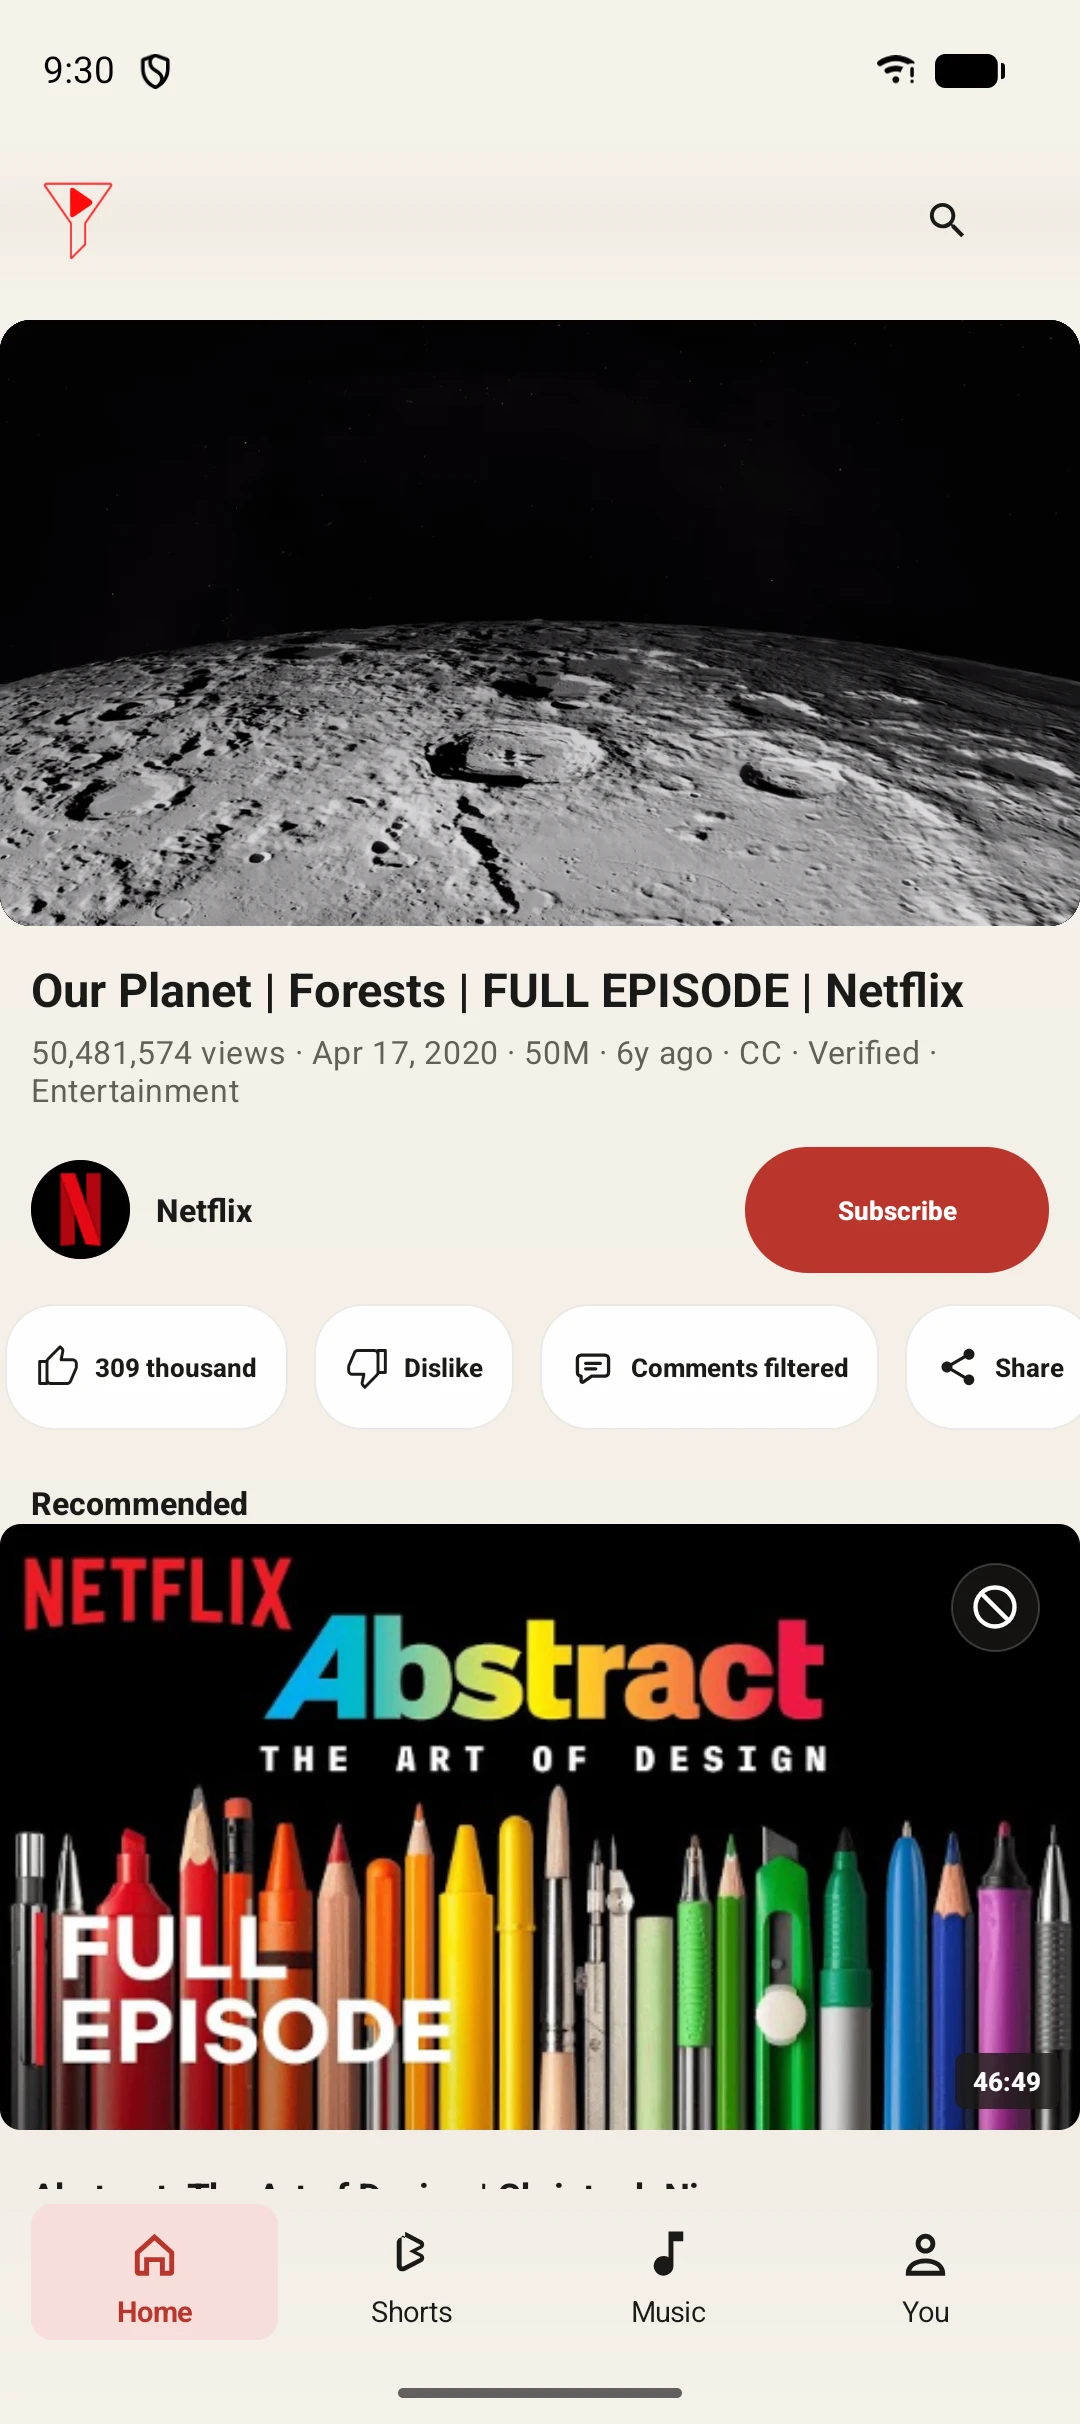 9:30
Our Planet | Forests | FULL EPISODE | Netflix
50,481,574 views · Apr 17, 2020 · 50M · 6y ago · CC · Verified ·
Entertainment
Netflix
Subscribe
309 thousand
Dislike
Comments filtered
Share
Recommended
NETFLIX
Abstract
THE ART OF DESIGN
FULL
EPISODE
46:49
Home
Shorts
Music
You